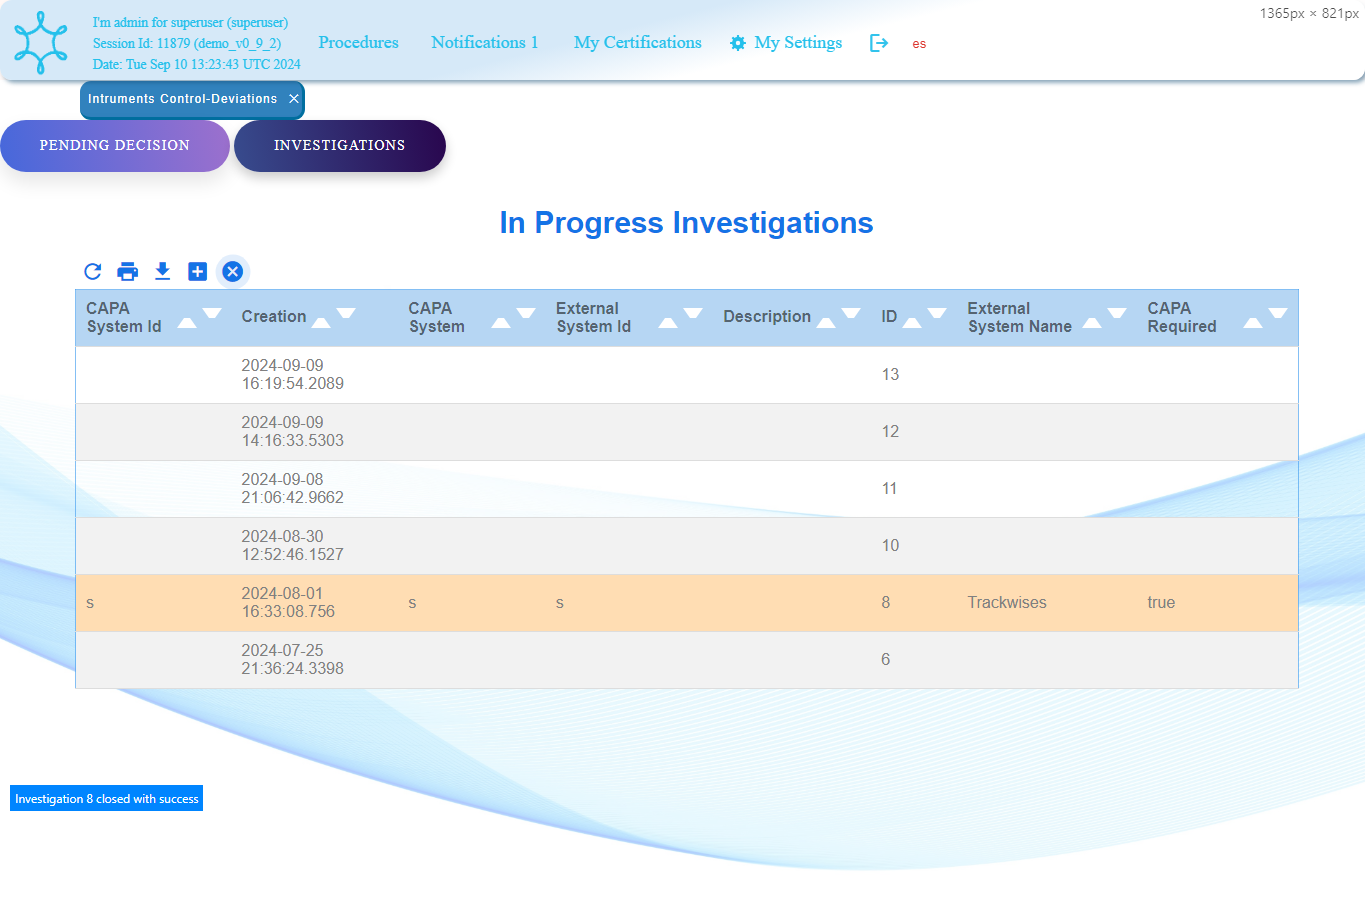 1365px × 821px
I'm admin for superuser (superuser)
Session Id: 11879 (demo_v0_9_2)
Date: Tue Sep 10 13:23:43 UTC 2024
Procedures
Notifications 1
My Certifications
My Settings
es
Intruments Control-Deviations
PENDING DECISION
INVESTIGATIONS
In Progress Investigations
CAPA
System Id
Creation
CAPA
System
External
System Id
Description
ID
External
System Name
CAPA
Required
2024-09-09
16:19:54.2089
13
2024-09-09
14:16:33.5303
12
2024-09-08
21:06:42.9662
11
2024-08-30
12:52:46.1527
10
s
2024-08-01
16:33:08.756
s
s
8
Trackwises
true
2024-07-25
21:36:24.3398
6
Investigation 8 closed with success